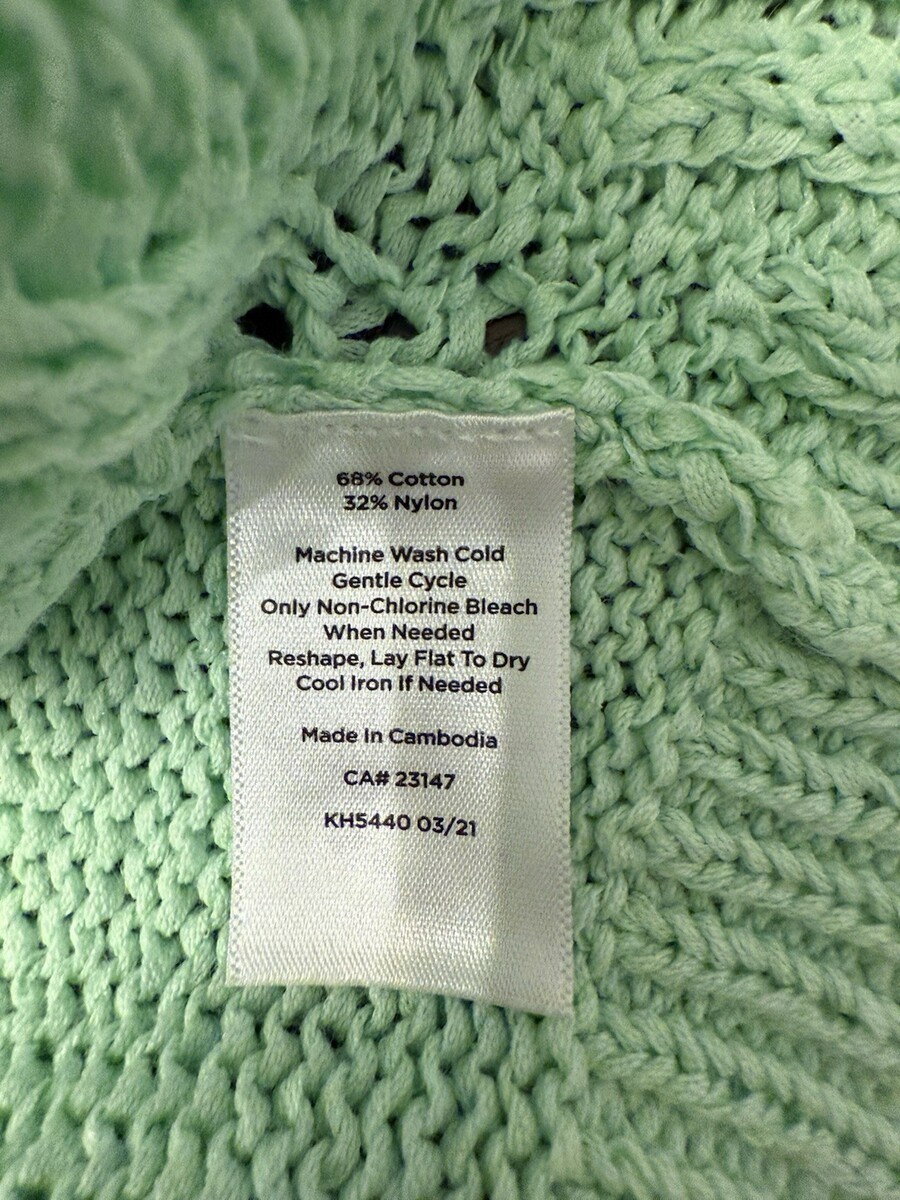 68% Cotton
32% Nylon
Machine Wash Cold
Gentle Cycle
Only Non-Chlorine Bleach
When Needed
Reshape, Lay Flat To Dry
Cool Iron If Needed
Made In Cambodia
CA# 23147
KH5440 03/21